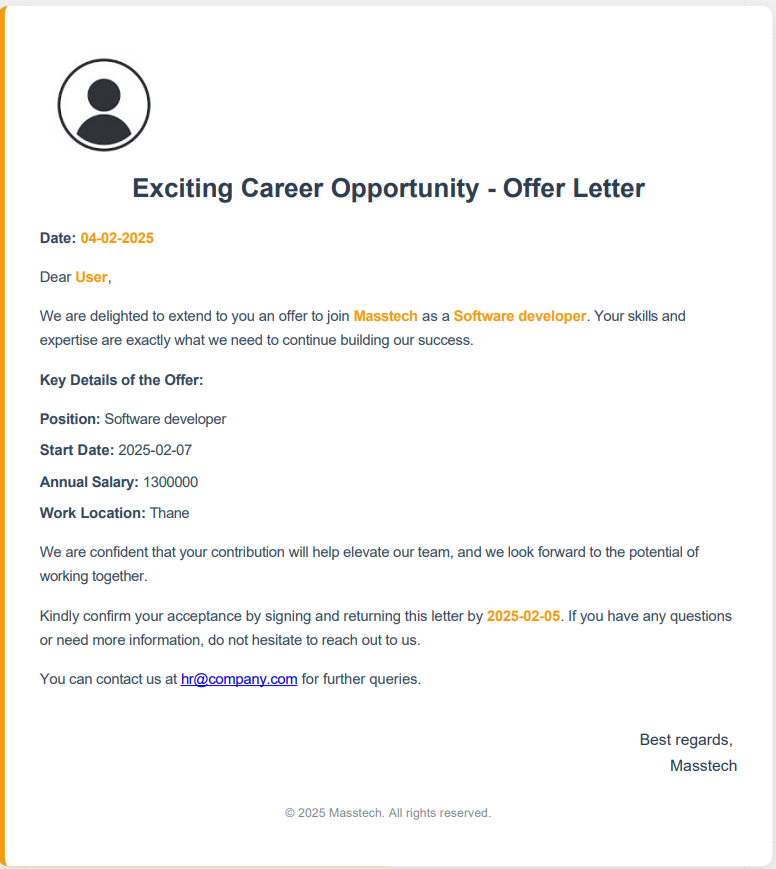 Exciting Career Opportunity - Offer Letter
Date: 04-02-2025
Dear User,
We are delighted to extend to you an offer to join Masstech as a Software developer. Your skills and
expertise are exactly what we need to continue building our success.
Key Details of the Offer:
Position: Software developer
Start Date: 2025-02-07
Annual Salary: 1300000
Work Location: Thane
We are confident that your contribution will help elevate our team, and we look forward to the potential of
working together.
Kindly confirm your acceptance by signing and returning this letter by 2025-02-05. If you have any questions
or need more information, do not hesitate to reach out to us.
You can contact us at hr@company.com for further queries.
Best regards,
Masstech
© 2025 Masstech. All rights reserved.